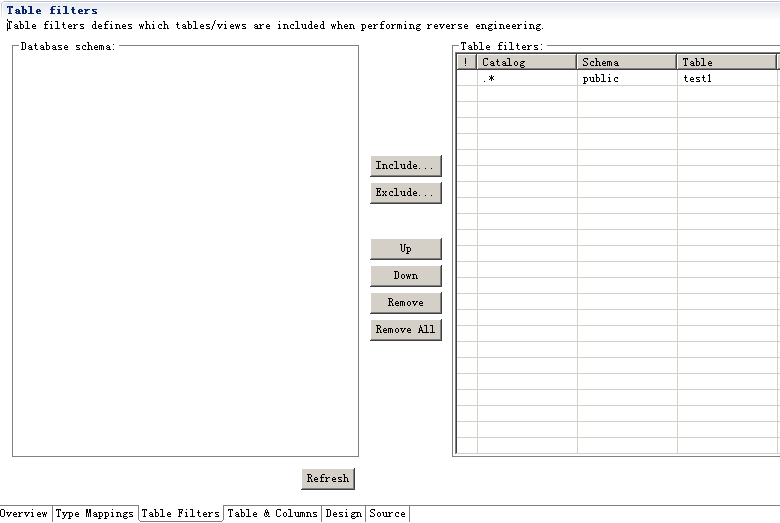 Table filters
Table filters defines which tables/views are included when performing reverse engineering.
Database schema:
Table filters:
! Catalog Schema Table
.* public test1
Include...
Exclude...
Up
Down
Remove
Remove All
Refresh
Overview Type Mappings Table Filters Table & Columns Design Source